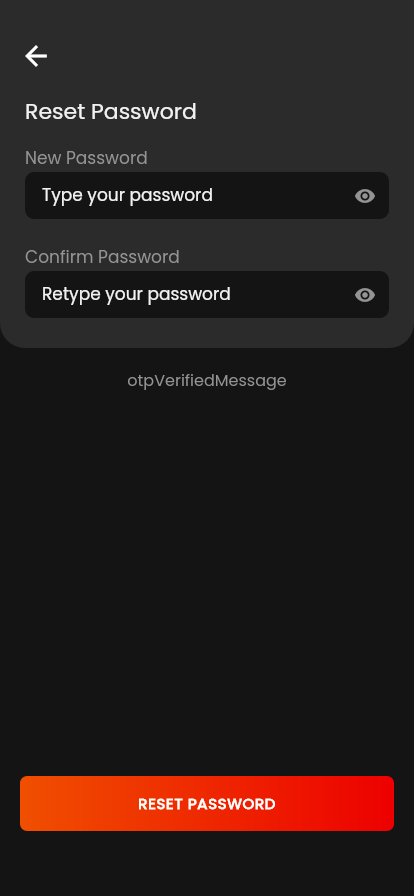 Reset Password
New Password
Type your password
Confirm Password
Retype your password
otpVerifiedMessage
RESET PASSWORD